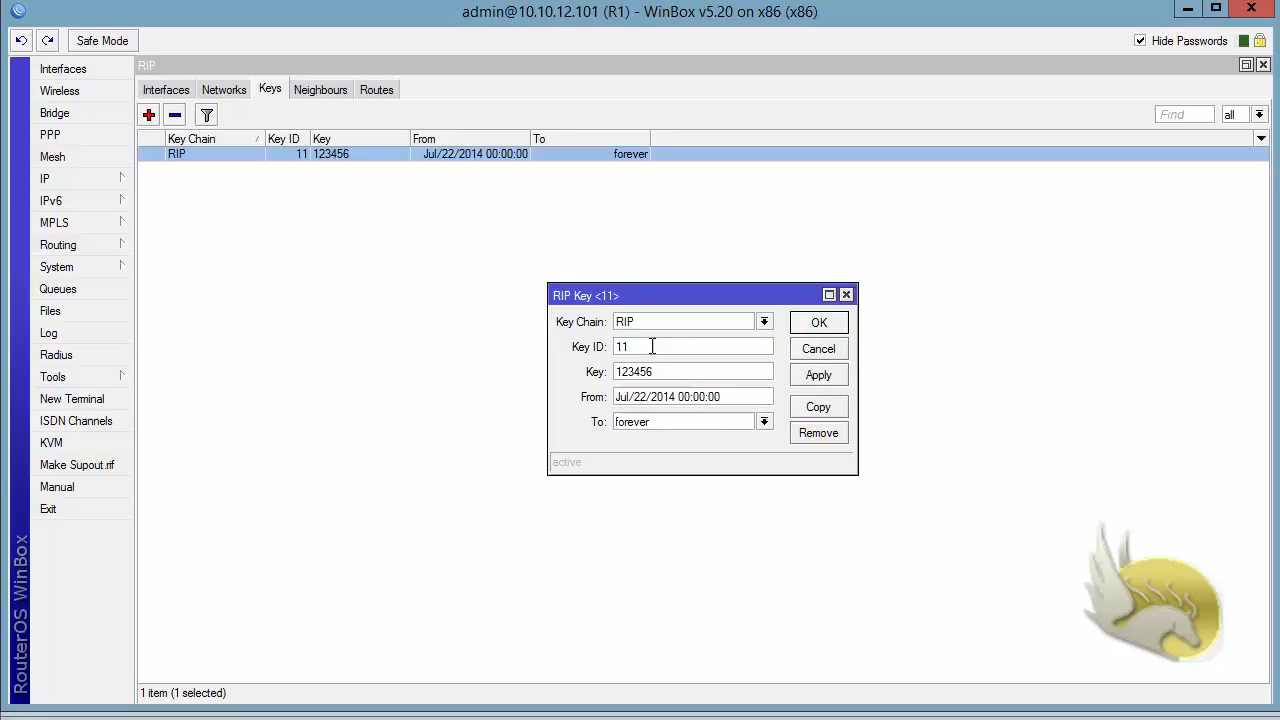 admin@10.10.12.101 (R1) - WinBox v5.20 on x86 (x86)
Safe Mode
Hide Passwords
Interfaces
Wireless
Bridge
PPP
Mesh
IP
IPv6
MPLS
Routing
System
Queues
Files
Log
Radius
Tools
New Terminal
ISDN Channels
KVM
Make Supout.rif
Manual
Exit
RouterOS WinBox
RIP
Interfaces Networks Keys Neighbours Routes
Find all
Key Chain / Key ID Key From To
RIP 11 123456 Jul/22/2014 00:00:00 forever
RIP Key <11>
Key Chain: RIP OK
Key ID: 11 Cancel
Key: 123456 Apply
From: Jul/22/2014 00:00:00 Copy
To: forever Remove
active
1 item (1 selected)